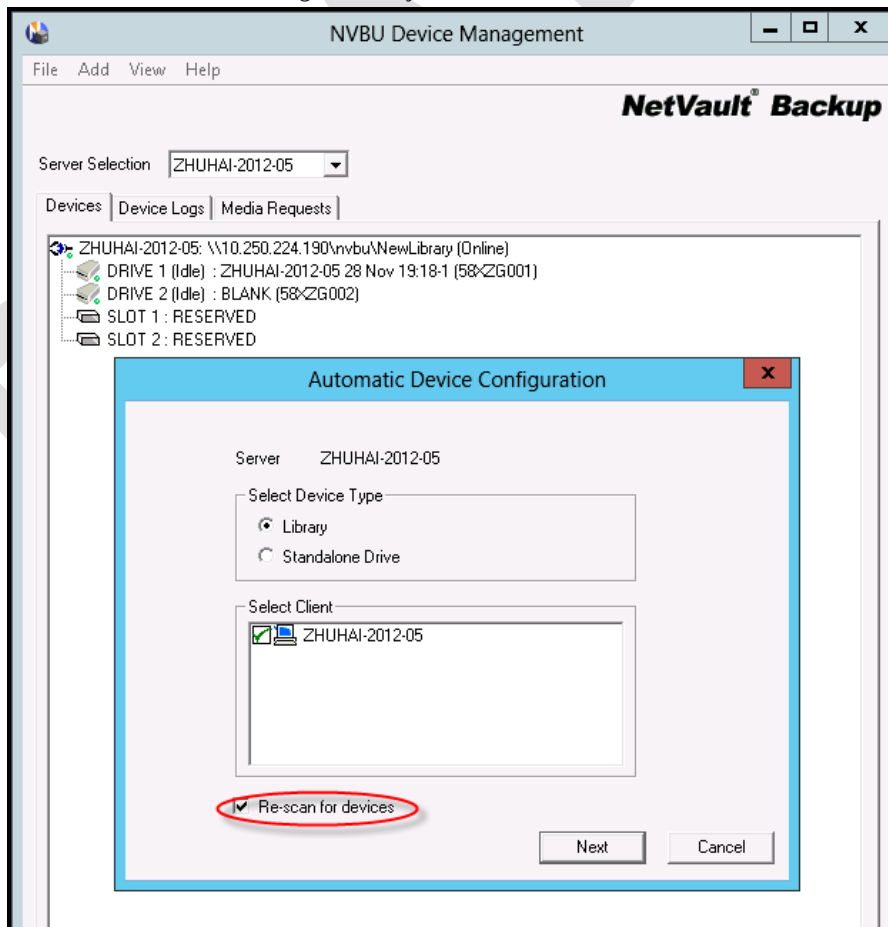 NVBU Device Management
File Add View Help
NetVault® Backup
Server Selection ZHUHAI-2012-05
Devices Device Logs Media Requests
ZHUHAI-2012-05: \\10.250.224.190\nvbu\NewLibrary (Online)
DRIVE 1 (Idle) : ZHUHAI-2012-05 28 Nov 19:18-1 (58XZG001)
DRIVE 2 (Idle) : BLANK (58XZG002)
SLOT 1 : RESERVED
SLOT 2 : RESERVED
Automatic Device Configuration
Server ZHUHAI-2012-05
Select Device Type
Library
Standalone Drive
Select Client
ZHUHAI-2012-05
Re-scan for devices
Next Cancel